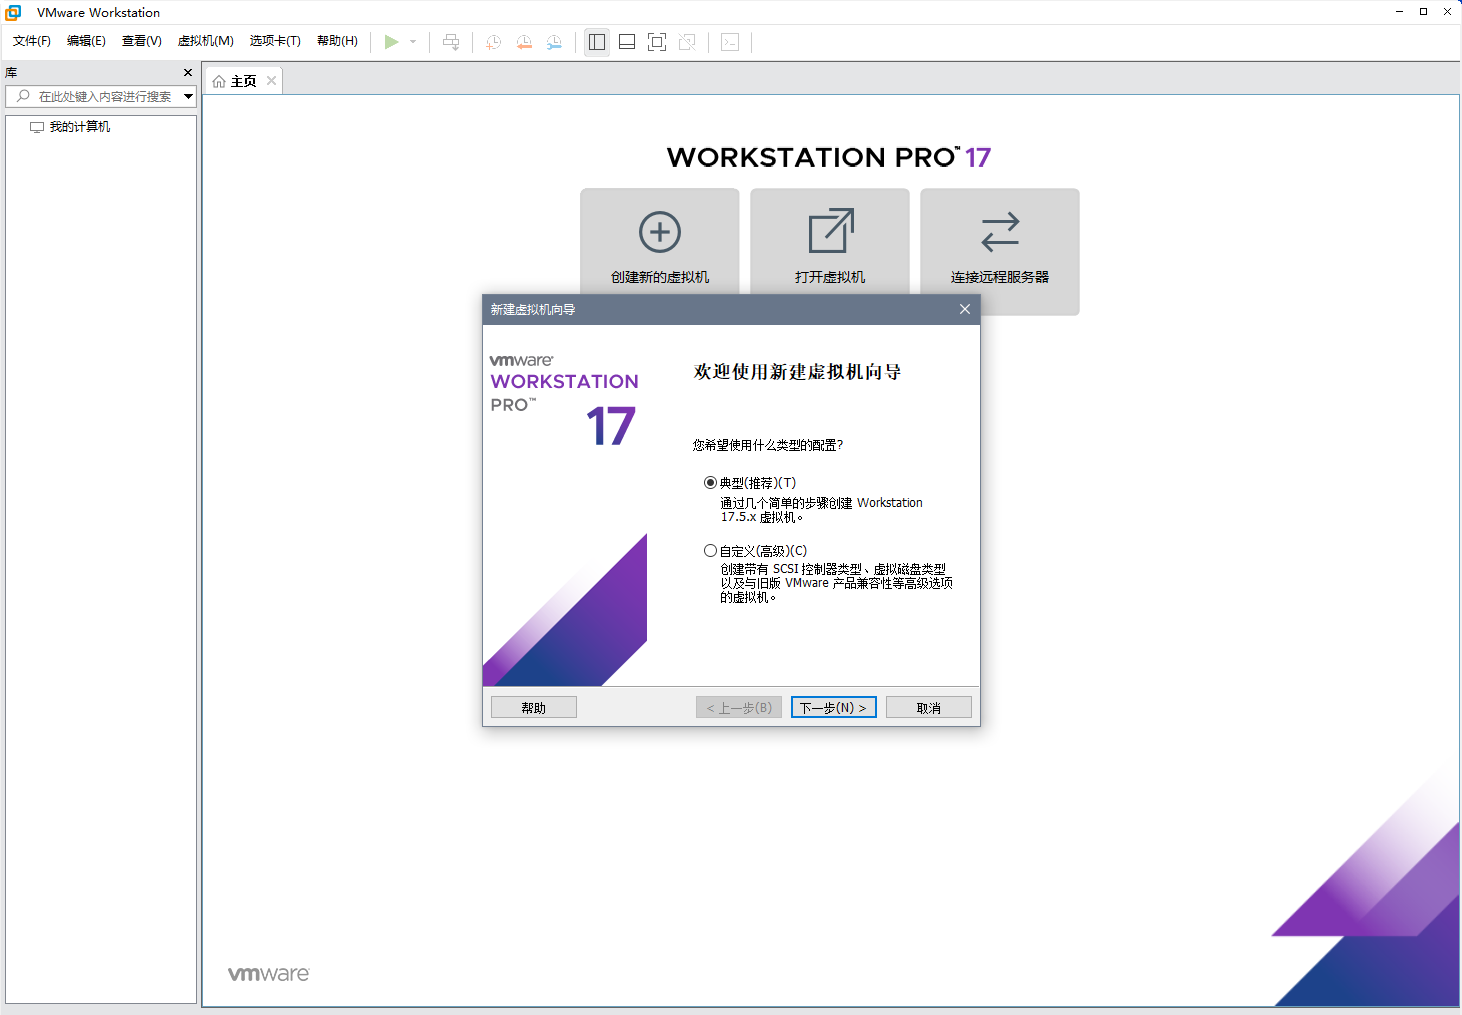 VMware Workstation
文件(F) 编辑(E) 查看(V) 虚拟机(M) 选项卡(T) 帮助(H)
库
在此处键入内容进行搜索
我的计算机
主页
WORKSTATION PRO™ 17
创建新的虚拟机 打开虚拟机 连接远程服务器
新建虚拟机向导
vmware®
WORKSTATION
PRO™
17
欢迎使用新建虚拟机向导
您希望使用什么类型的配置?
典型(推荐)(T)
通过几个简单的步骤创建 Workstation
17.5.x 虚拟机。
自定义(高级)(C)
创建带有 SCSI 控制器类型、虚拟磁盘类型
以及与旧版 VMware 产品兼容性等高级选项
的虚拟机。
帮助 < 上一步(B) 下一步(N) > 取消
vmware®